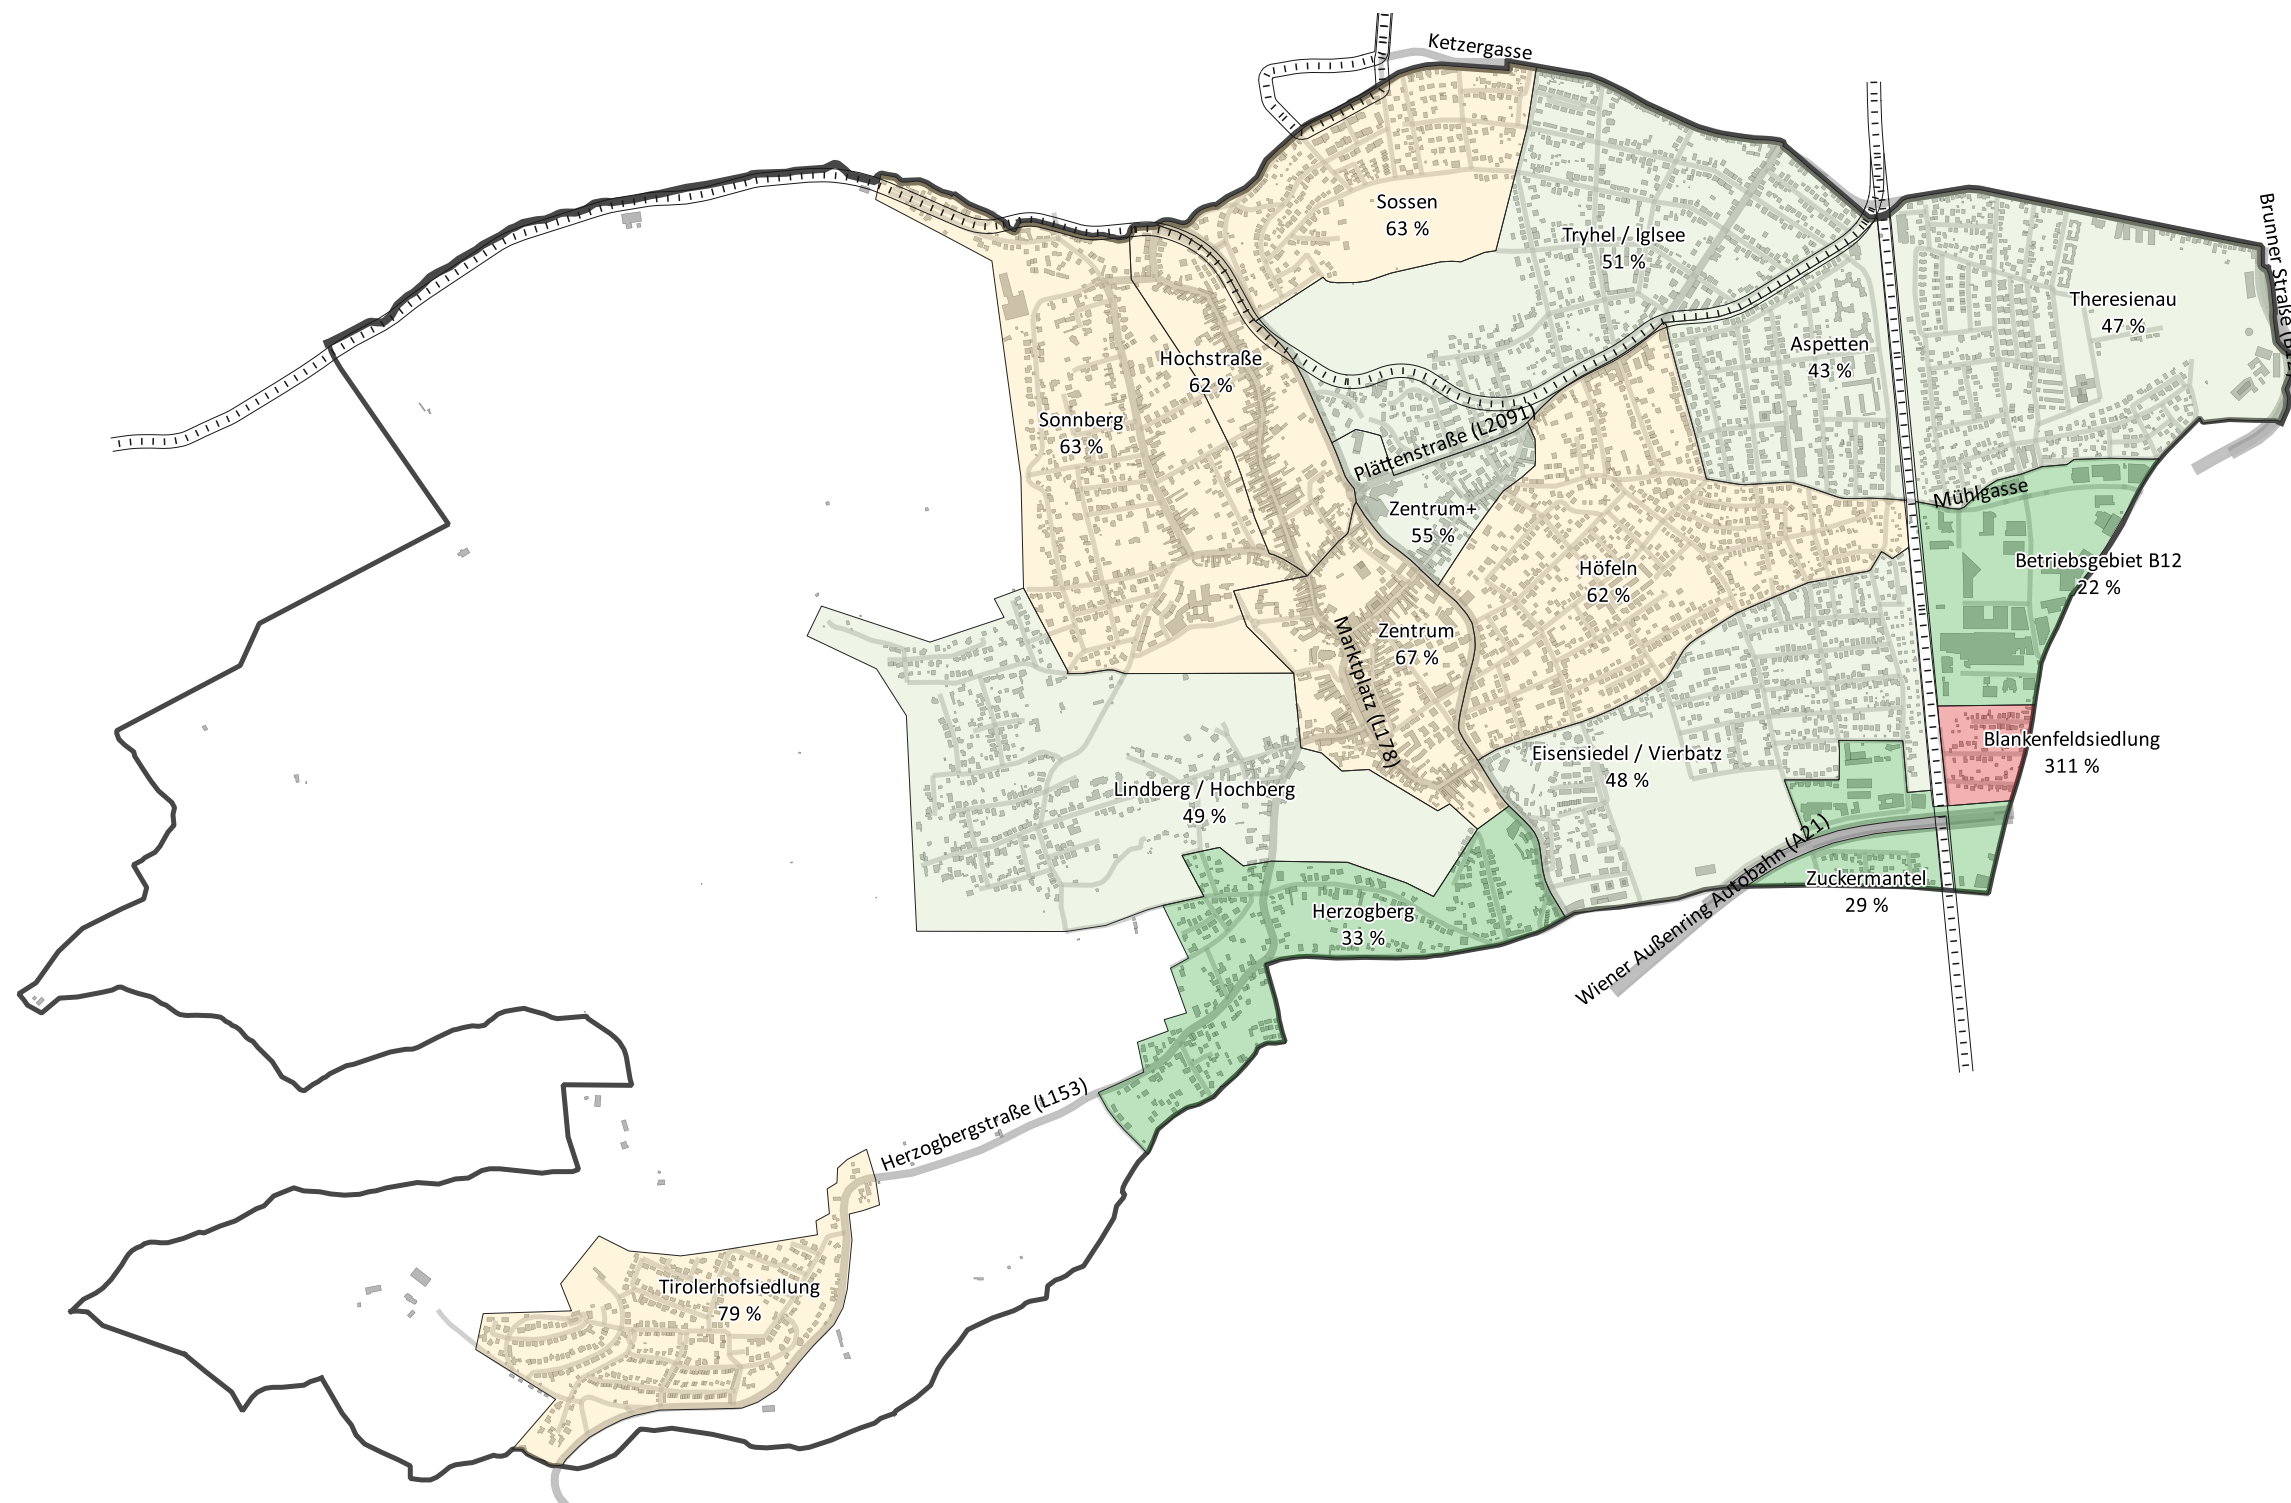 Ketzergasse
Sossen
63 %
Tryhel / Iglsee
51 %
Brunner Straße
Theresienau
47 %
Aspetten
43 %
Hochstraße
62 %
Sonnberg
63 %
Plättenstraße (L2091)
Zentrum+
55 %
Mühlgasse
Betriebsgebiet B12
22 %
Höfeln
62 %
Zentrum
67 %
Marktplatz (L178)
Blankenfeldsiedlung
311 %
Eisensiedel / Vierbatz
48 %
Lindberg / Hochberg
49 %
Wiener Außenring Autobahn (A21)
Zuckermantel
29 %
Herzogberg
33 %
Herzogbergstraße (L153)
Tirolerhofsiedlung
79 %